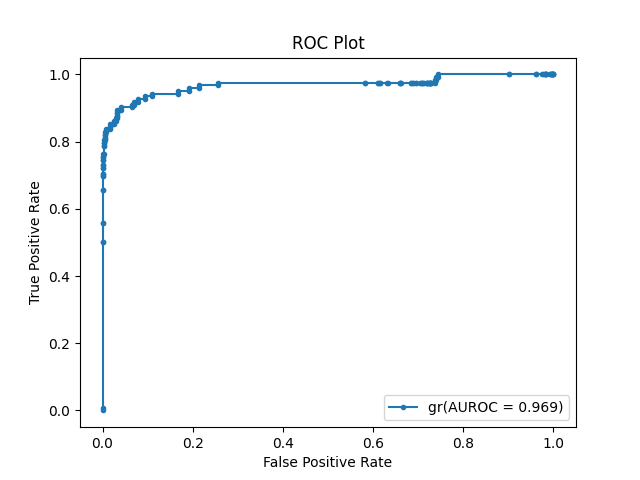 ROC Plot
1.0
0.8
0.6
0.4
0.2
0.0
True Positive Rate
gr(AUROC = 0.969)
0.0 0.2 0.4 0.6 0.8 1.0
False Positive Rate